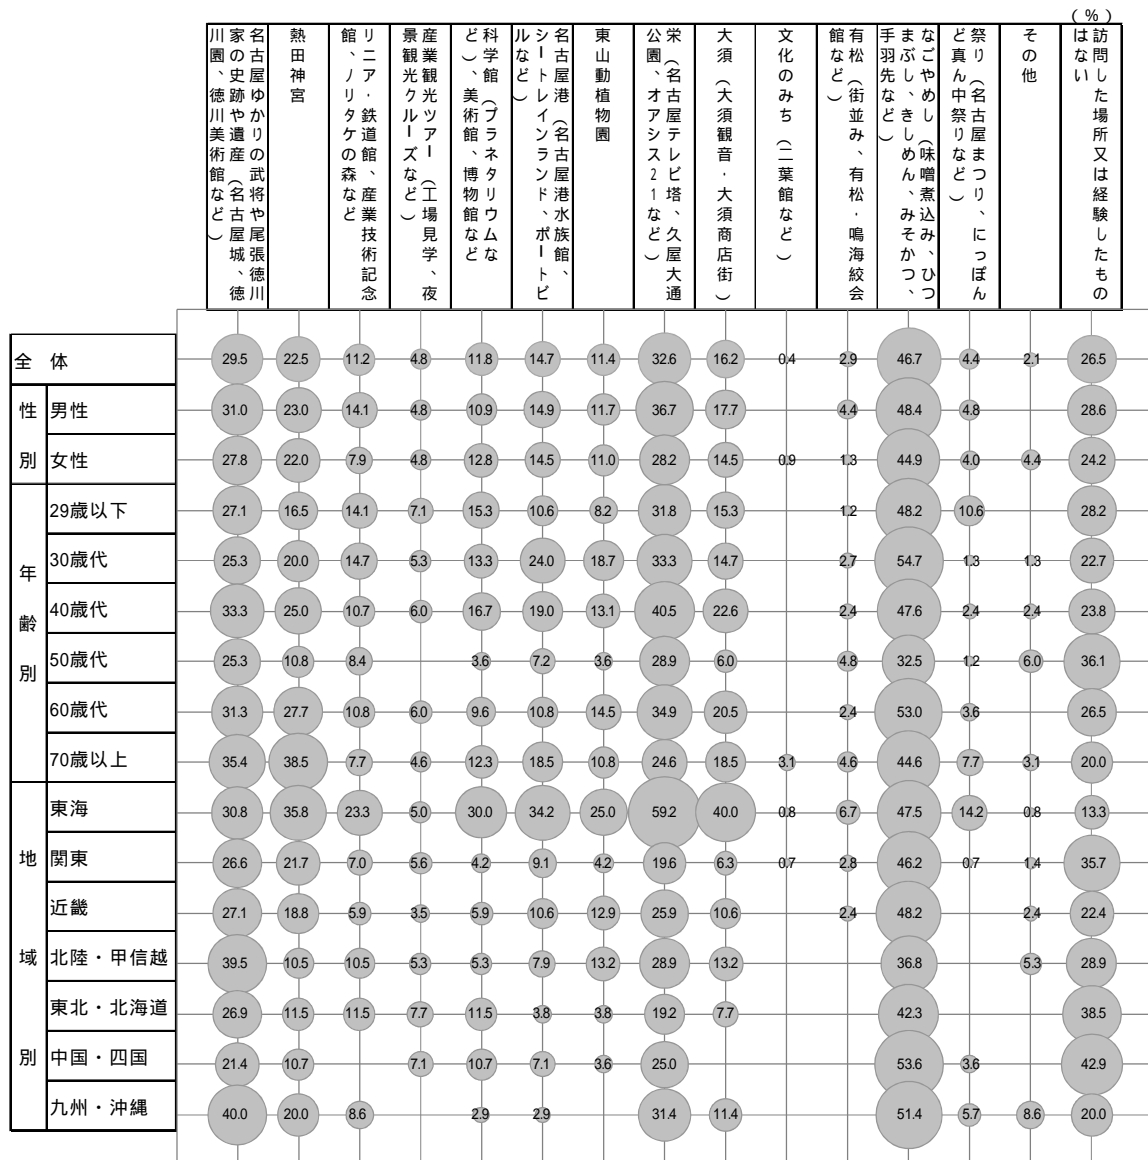 （％）
名古屋ゆかりの武将や尾張徳川
家の史跡や遺産（名古屋城、徳
川園、徳川美術館など）
熱田神宮
リニア・鉄道館、産業技術記念
館、ノリタケの森など
産業観光ツアー（工場見学、夜
景観光クルーズなど）
科学館（プラネタリウムな
ど）、美術館、博物館など
名古屋港（名古屋港水族館、
シートレインランド、ポートビ
ルなど）
東山動植物園
栄（名古屋テレビ塔、久屋大通
公園、オアシス21など）
大須（大須観音・大須商店街）
文化のみち（二葉館など）
有松（街並み、有松・鳴海絞会
館など）
なごやめし（味噌煮込み、ひつ
まぶし、きしめん、みそかつ、
手羽先など）
祭り（名古屋まつり、にっぽん
ど真ん中祭りなど）
その他
訪問した場所又は経験したもの
はない
全 体 29.5 22.5 11.2 4.8 11.8 14.7 11.4 32.6 16.2 0.4 2.9 46.7 4.4 2.1 26.5
性別
男性 31.0 23.0 14.1 4.8 10.9 14.9 11.7 36.7 17.7 4.4 48.4 4.8 28.6
女性 27.8 22.0 7.9 4.8 12.8 14.5 11.0 28.2 14.5 0.9 1.3 44.9 4.0 4.4 24.2
年齢別
29歳以下 27.1 16.5 14.1 7.1 15.3 10.6 8.2 31.8 15.3 1.2 48.2 10.6 28.2
30歳代 25.3 20.0 14.7 5.3 13.3 24.0 18.7 33.3 14.7 2.7 54.7 1.3 1.3 22.7
40歳代 33.3 25.0 10.7 6.0 16.7 19.0 13.1 40.5 22.6 2.4 47.6 2.4 2.4 23.8
50歳代 25.3 10.8 8.4 3.6 7.2 3.6 28.9 6.0 4.8 32.5 1.2 6.0 36.1
60歳代 31.3 27.7 10.8 6.0 9.6 10.8 14.5 34.9 20.5 2.4 53.0 3.6 26.5
70歳以上 35.4 38.5 7.7 4.6 12.3 18.5 10.8 24.6 18.5 3.1 4.6 44.6 7.7 3.1 20.0
地域別
東海 30.8 35.8 23.3 5.0 30.0 34.2 25.0 59.2 40.0 0.8 6.7 47.5 14.2 0.8 13.3
関東 26.6 21.7 7.0 5.6 4.2 9.1 4.2 19.6 6.3 0.7 2.8 46.2 0.7 1.4 35.7
近畿 27.1 18.8 5.9 3.5 5.9 10.6 12.9 25.9 10.6 2.4 48.2 2.4 22.4
北陸・甲信越 39.5 10.5 10.5 5.3 5.3 7.9 13.2 28.9 13.2 36.8 5.3 28.9
東北・北海道 26.9 11.5 11.5 7.7 11.5 3.8 3.8 19.2 7.7 42.3 38.5
中国・四国 21.4 10.7 7.1 10.7 7.1 3.6 25.0 53.6 3.6 42.9
九州・沖縄 40.0 20.0 8.6 2.9 2.9 31.4 11.4 51.4 5.7 8.6 20.0